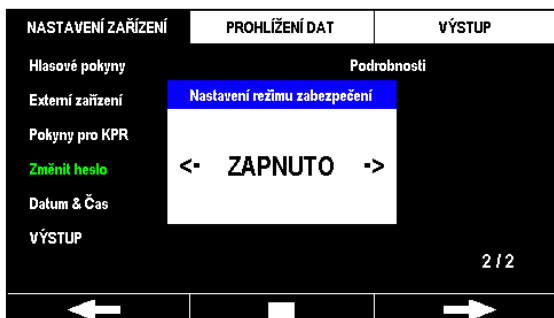 NASTAVENÍ ZAŘÍZENÍ
PROHLÍŽENÍ DAT
VÝSTUP
Hlasové pokyny
Podrobnosti
Externí zařízení
Nastavení režimu zabezpečení
Pokyny pro KPR
Změnit heslo
<- ZAPNUTO ->
Datum & Čas
VÝSTUP
2 / 2